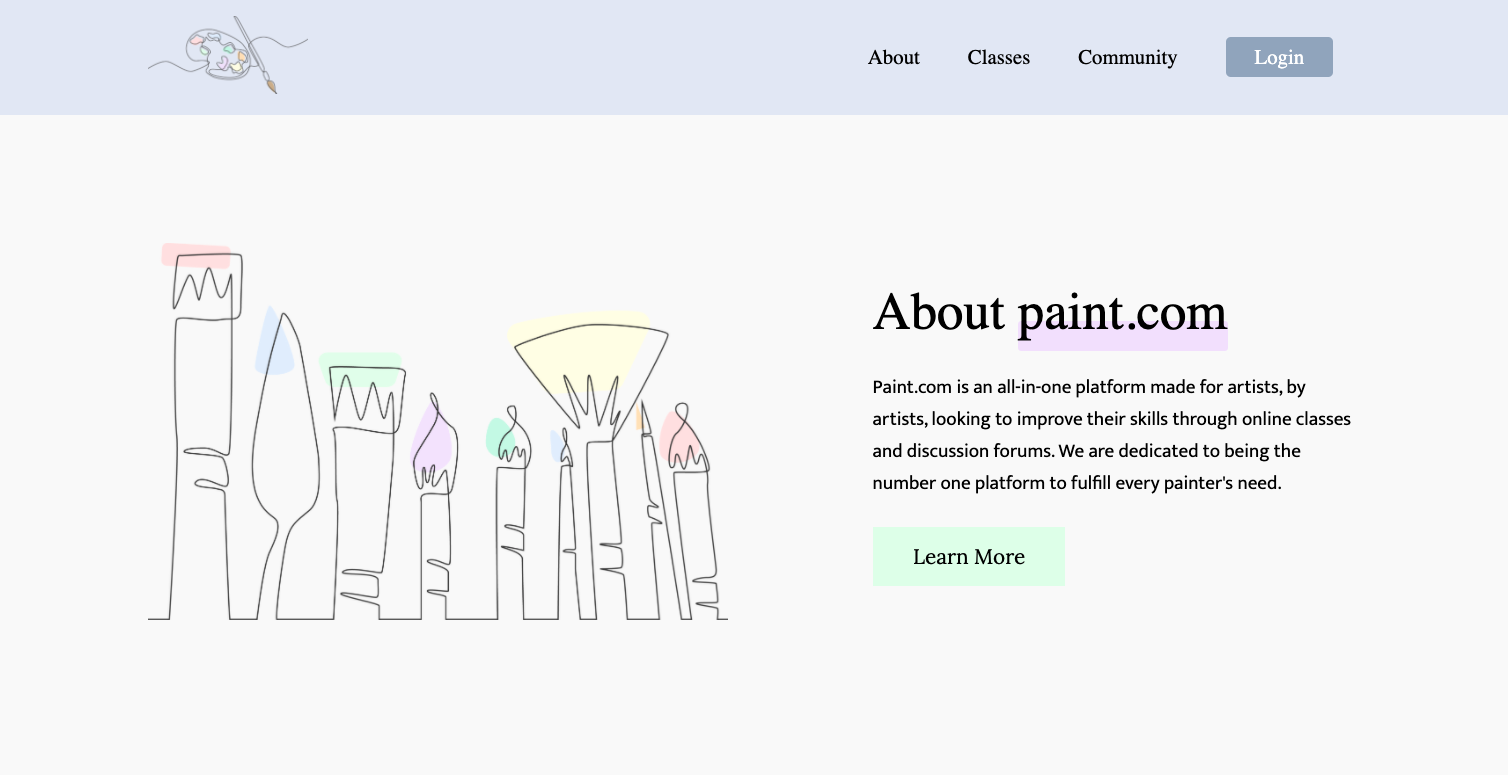 About Classes Community Login
About paint.com
Paint.com is an all-in-one platform made for artists, by
artists, looking to improve their skills through online classes
and discussion forums. We are dedicated to being the
number one platform to fulfill every painter's need.
Learn More